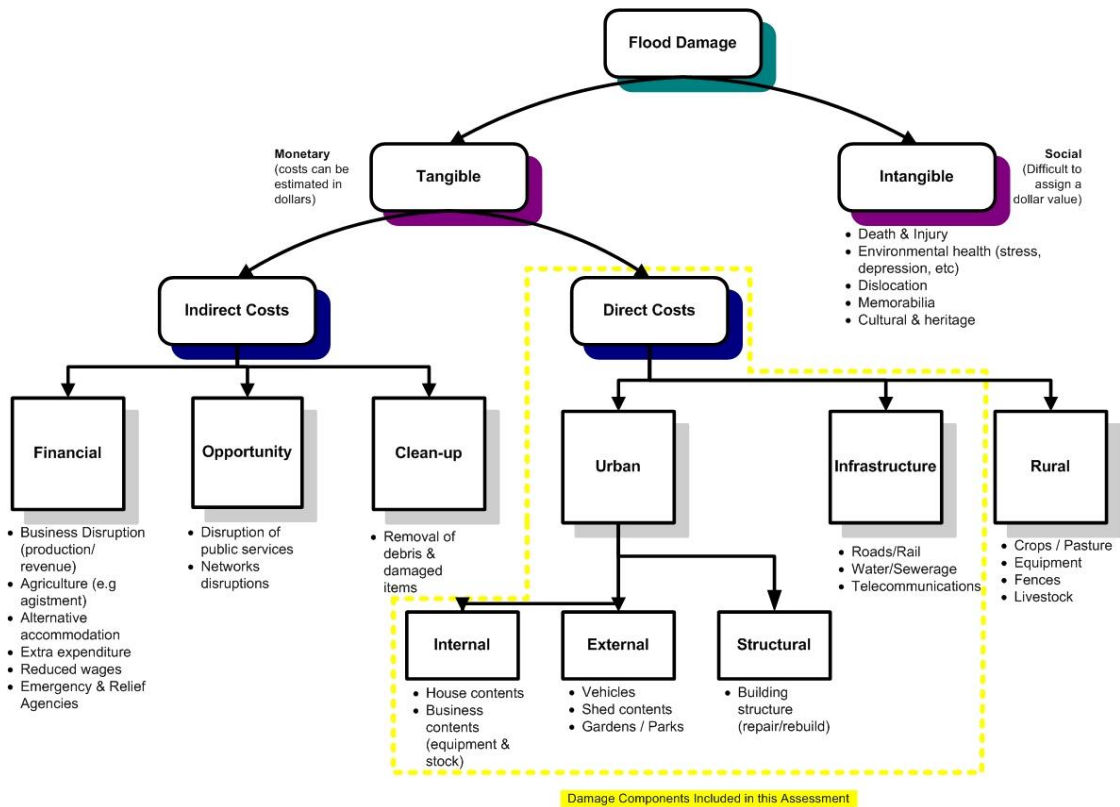 Flood Damage
Monetary
(costs can be
estimated in
dollars)
Tangible
Intangible
Social
(Difficult to
assign a
dollar value)
• Death & Injury
• Environmental health (stress,
depression, etc)
• Dislocation
• Memorabilia
• Cultural & heritage
Indirect Costs
Direct Costs
Financial
Opportunity
Clean-up
Urban
Infrastructure
Rural
• Business Disruption
(production/
revenue)
• Agriculture (e.g
agistment)
• Alternative
accommodation
• Extra expenditure
• Reduced wages
• Emergency & Relief
Agencies
• Disruption of
public services
• Networks
disruptions
• Removal of
debris &
damaged
items
• Roads/Rail
• Water/Sewerage
• Telecommunications
• Crops / Pasture
• Equipment
• Fences
• Livestock
Internal
External
Structural
• House contents
• Business
contents
(equipment &
stock)
• Vehicles
• Shed contents
• Gardens / Parks
• Building
structure
(repair/rebuild)
Damage Components Included in this Assessment